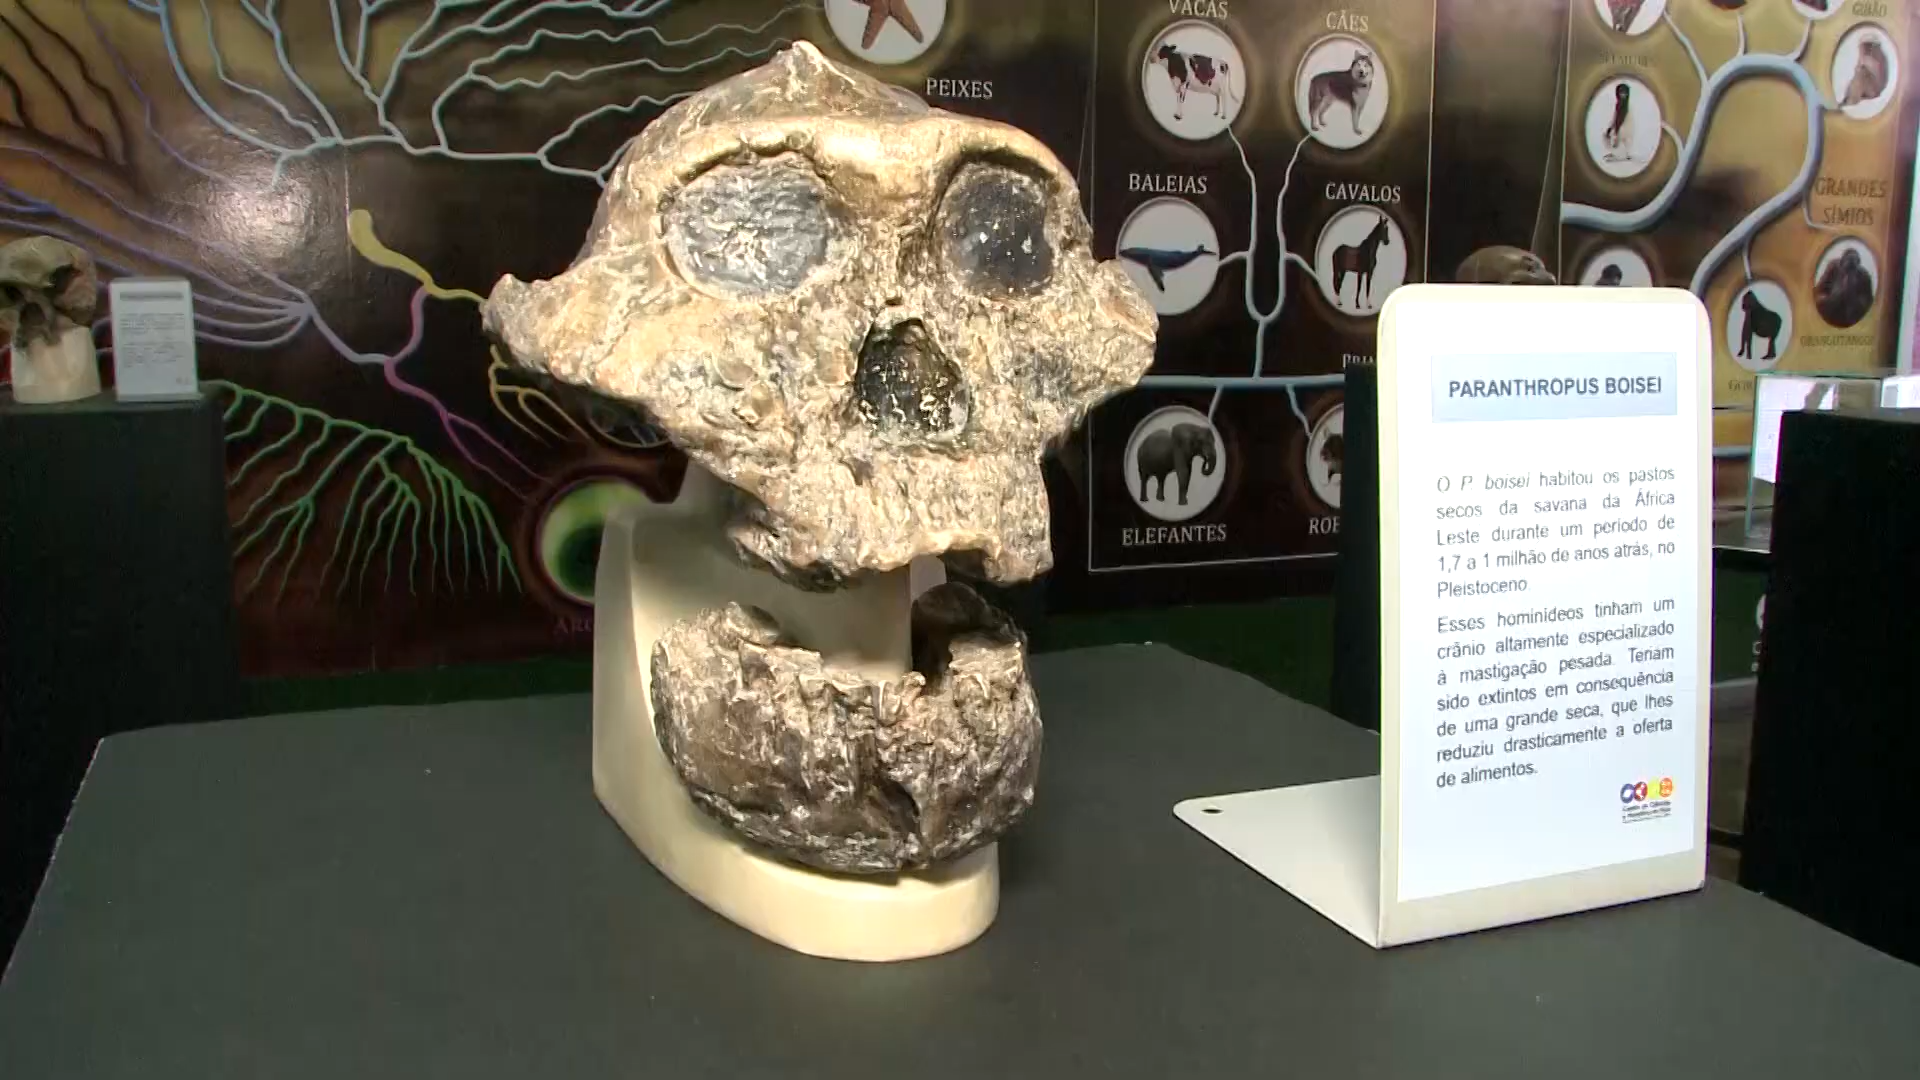 VACAS
CÃES
PEIXES
BALEIAS
CAVALOS
GRANDES
SÍMIOS
ELEFANTES
PARANTHROPUS BOISEI
O P. boisei habitou os pastos
secos da savana da África
Leste durante um período de
1,7 a 1 milhão de anos atrás, no
Pleistoceno.
Esses hominídeos tinham um
crânio altamente especializado
à mastigação pesada. Teriam
sido extintos em consequência
de uma grande seca, que lhes
reduziu drasticamente a oferta
de alimentos.